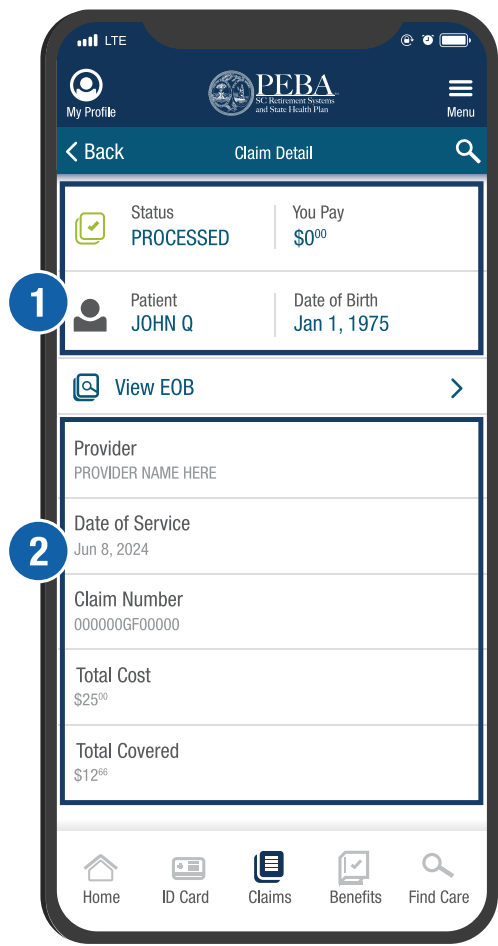 LTE
My Profile
PEBA
SC Retirement Systems
and State Health Plan
Menu
Back
Claim Detail
Status
PROCESSED
You Pay
$0⁰⁰
1
Patient
JOHN Q
Date of Birth
Jan 1, 1975
View EOB
Provider
PROVIDER NAME HERE
2
Date of Service
Jun 8, 2024
Claim Number
000000GF00000
Total Cost
$25⁰⁰
Total Covered
$12⁶⁶
Home
ID Card
Claims
Benefits
Find Care